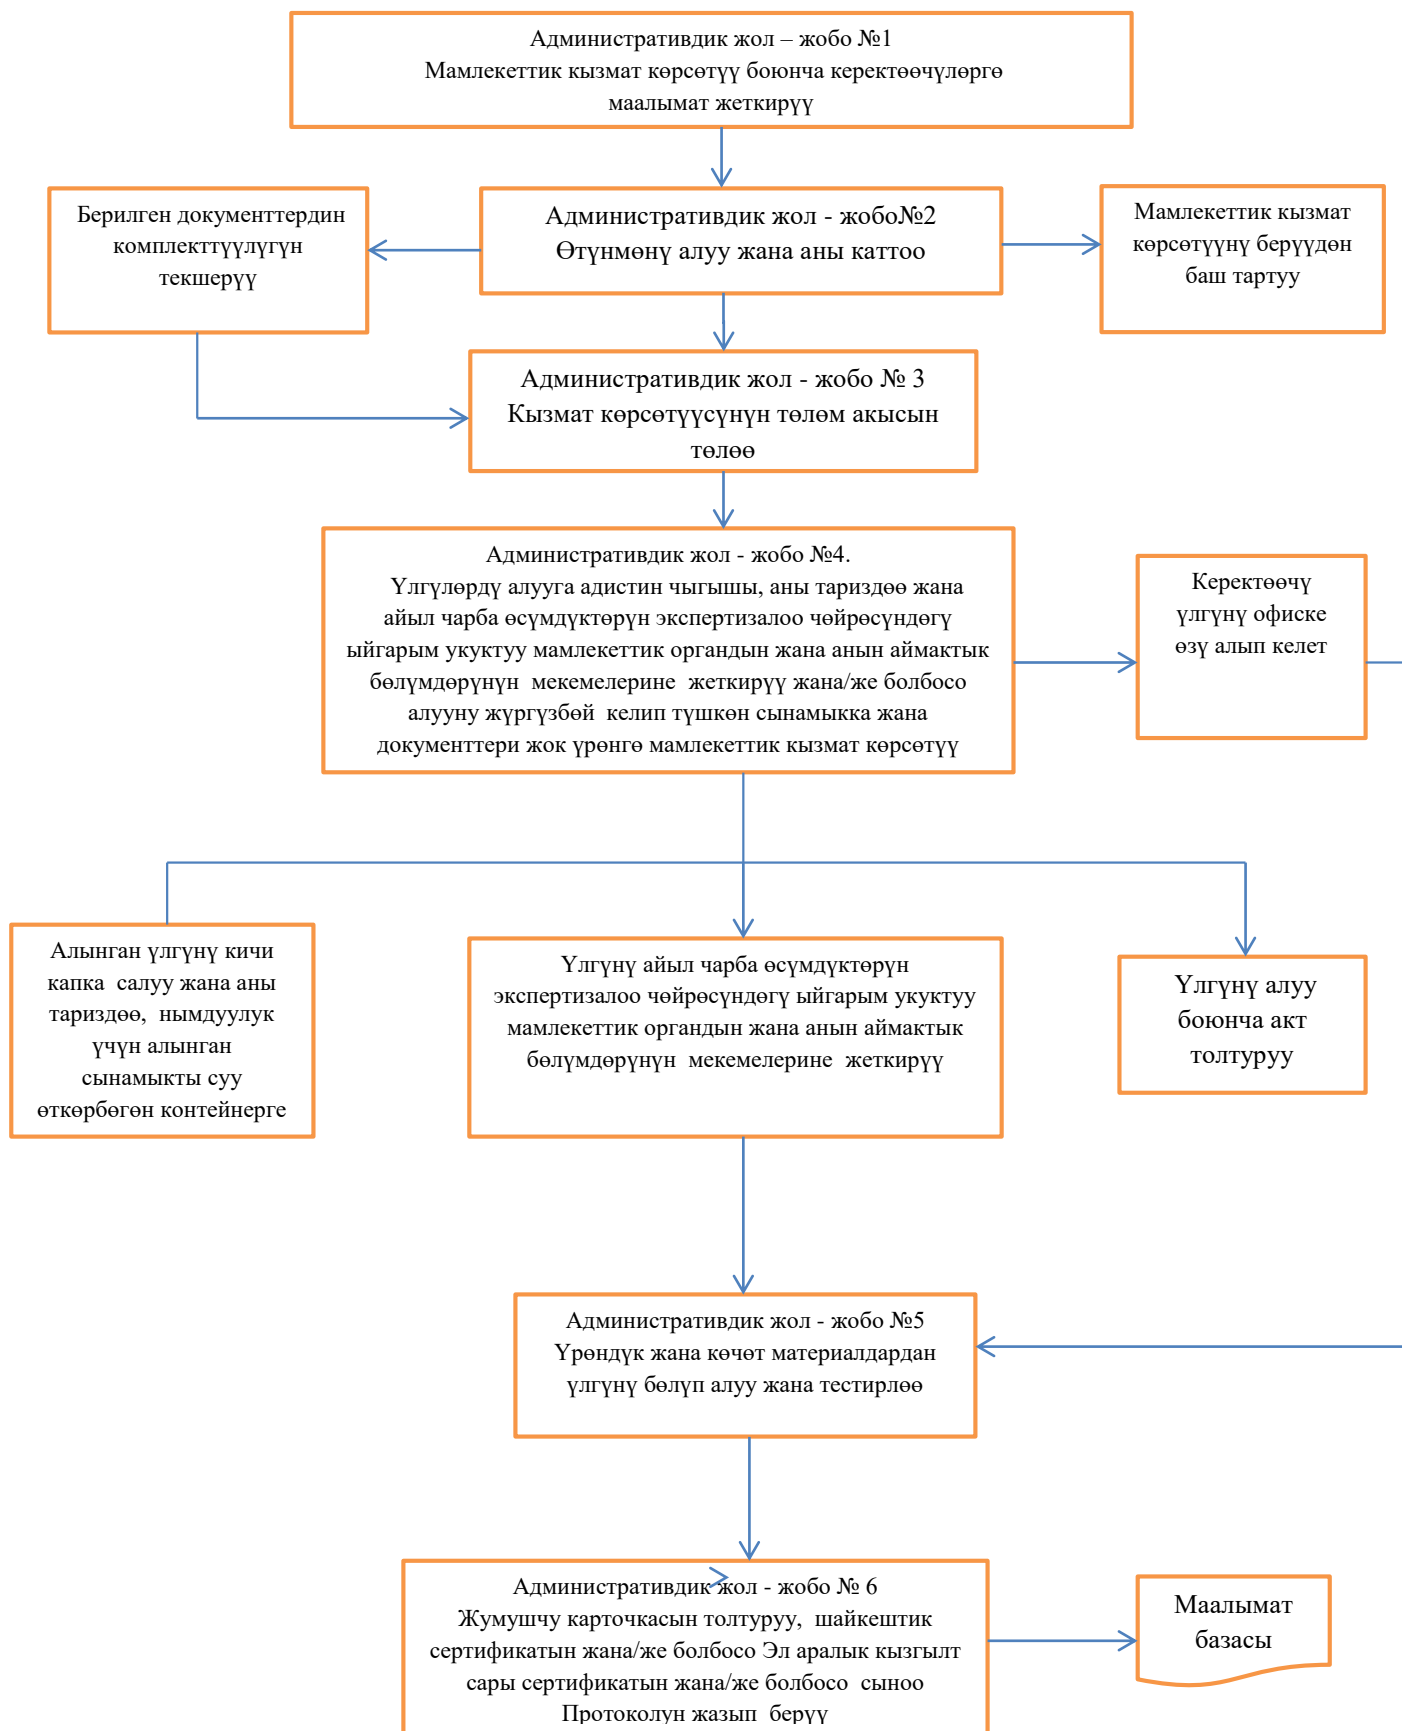 Административдик жол – жобо №1
Мамлекеттик кызмат көрсөтүү боюнча керектөөчүлөргө
маалымат жеткирүү
Берилген документтердин
комплекттүүлүгүн
текшерүү
Административдик жол - жобо№2
Өтүнмөнү алуу жана аны каттоо
Мамлекеттик кызмат
көрсөтүүнү берүүдөн
баш тартуу
Административдик жол - жобо № 3
Кызмат көрсөтүүсүнүн төлөм акысын
төлөө
Административдик жол - жобо №4.
Үлгүлөрдү алууга адистин чыгышы, аны тариздөө жана
айыл чарба өсүмдүктөрүн экспертизалоо чөйрөсүндөгү
ыйгарым укуктуу мамлекеттик органдын жана анын аймактык
бөлүмдөрүнүн мекемелерине жеткирүү жана/же болбосо
алууну жүргүзбөй келип түшкөн сынамыкка жана
документтери жок үрөнгө мамлекеттик кызмат көрсөтүү
Керектөөчү
үлгүнү офиске
өзү алып келет
Алынган үлгүнү кичи
капка салуу жана аны
тариздөө, нымдуулук
үчүн алынган
сынамыкты суу
өткөрбөгөн контейнерге
Үлгүнү айыл чарба өсүмдүктөрүн
экспертизалоо чөйрөсүндөгү ыйгарым укуктуу
мамлекеттик органдын жана анын аймактык
бөлүмдөрүнүн мекемелерине жеткирүү
Үлгүнү алуу
боюнча акт
толтуруу
Административдик жол - жобо №5
Үрөндүк жана көчөт материалдардан
үлгүнү бөлүп алуу жана тестирлөө
Административдик жол - жобо № 6
Жумушчу карточкасын толтуруу, шайкештик
сертификатын жана/же болбосо Эл аралык кызгылт
сары сертификатын жана/же болбосо сыноо
Протоколун жазып берүү
Маалымат
базасы